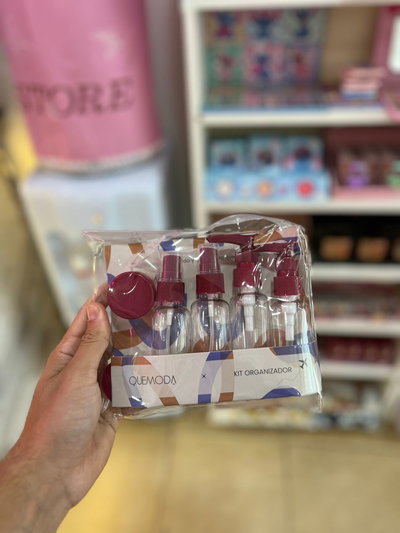 STORE
QUEMODA × KIT ORGANIZADOR